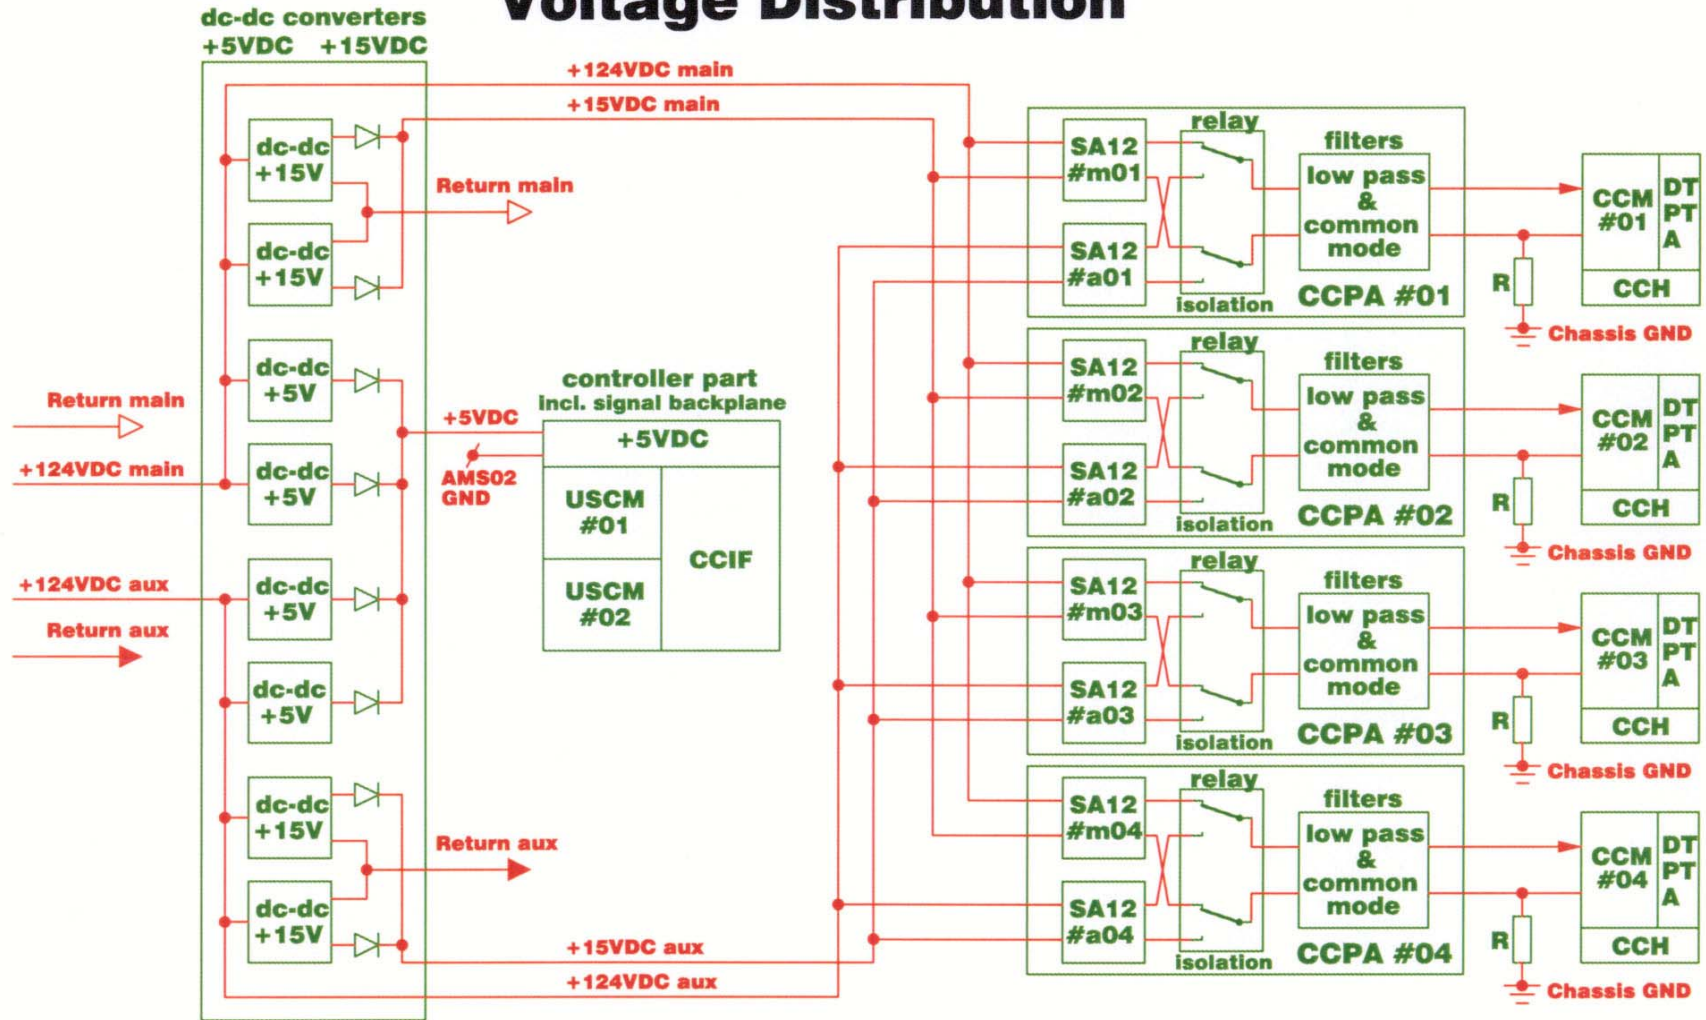 Voltage Distribution
dc-dc converters
+5VDC +15VDC
+124VDC main
+15VDC main
dc-dc
+15V
Return main
dc-dc
+15V
dc-dc
+5V
Return main
+124VDC main
dc-dc
+5V
+124VDC aux
dc-dc
+5V
Return aux
dc-dc
+5V
dc-dc
+15V
Return aux
dc-dc
+15V
+15VDC aux
+124VDC aux
controller part
incl. signal backplane
+5VDC
+5VDC
AMS02
GND
USCM
#01
USCM
#02
CCIF
relay
SA12
#m01
SA12
#a01
isolation
filters
low pass
&
common
mode
CCPA #01
CCM
#01
DT
PT
A
CCH
R
Chassis GND
relay
SA12
#m02
SA12
#a02
isolation
filters
low pass
&
common
mode
CCPA #02
CCM
#02
DT
PT
A
CCH
R
Chassis GND
relay
SA12
#m03
SA12
#a03
isolation
filters
low pass
&
common
mode
CCPA #03
CCM
#03
DT
PT
A
CCH
R
Chassis GND
relay
SA12
#m04
SA12
#a04
isolation
filters
low pass
&
common
mode
CCPA #04
CCM
#04
DT
PT
A
CCH
R
Chassis GND